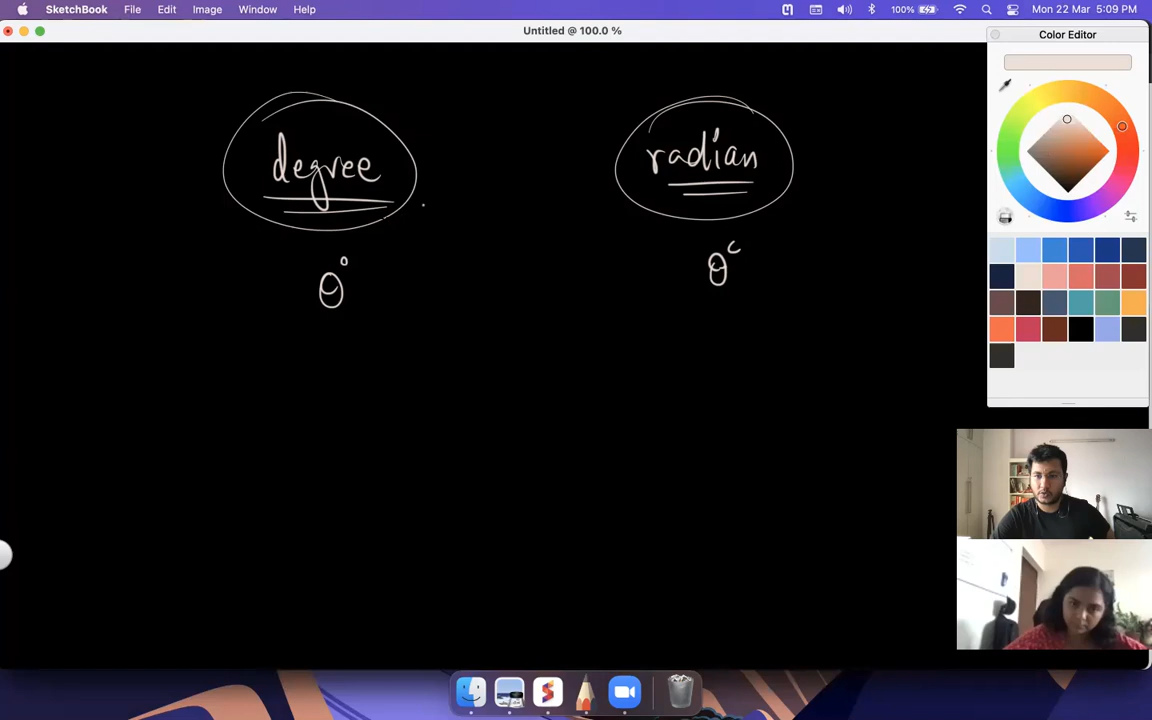 SketchBook File Edit Image Window Help 100% Mon 22 Mar 5:09 PM
Untitled @ 100.0 %
Color Editor
degree radian
θ° θᶜ